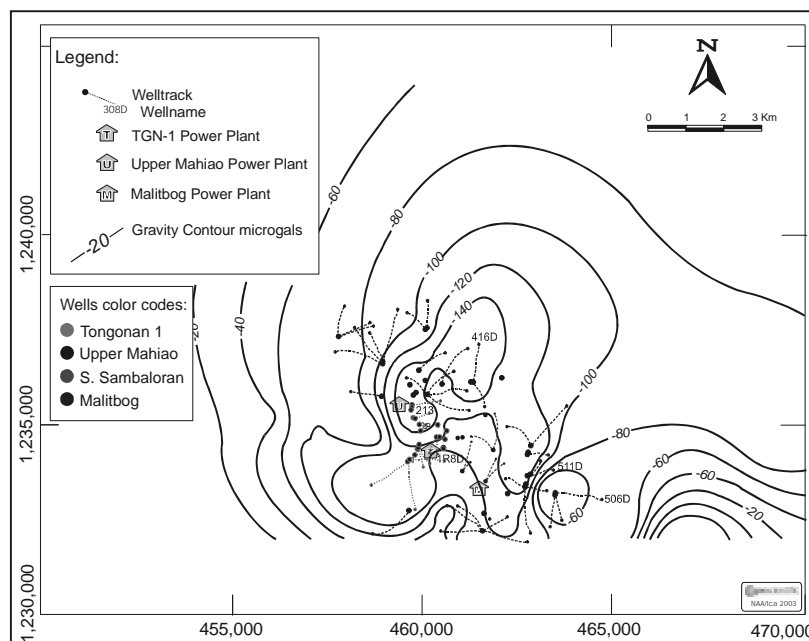 Legend:
Welltrack
308D
Wellname
T
TGN-1 Power Plant
U
Upper Mahiao Power Plant
M
Malitbog Power Plant
-20
Gravity Contour microgals
Wells color codes:
Tongonan 1
Upper Mahiao
S. Sambaloran
Malitbog
N
0 1 2 3 Km
1,240,000
1,235,000
1,230,000
455,000
460,000
465,000
470,000
-60
-80
-100
-120
-140
-20
-40
-100
-80
-60
-60
-20
-60
416D
213
U
1R8D
M
511D
506D
NAA/tca 2003